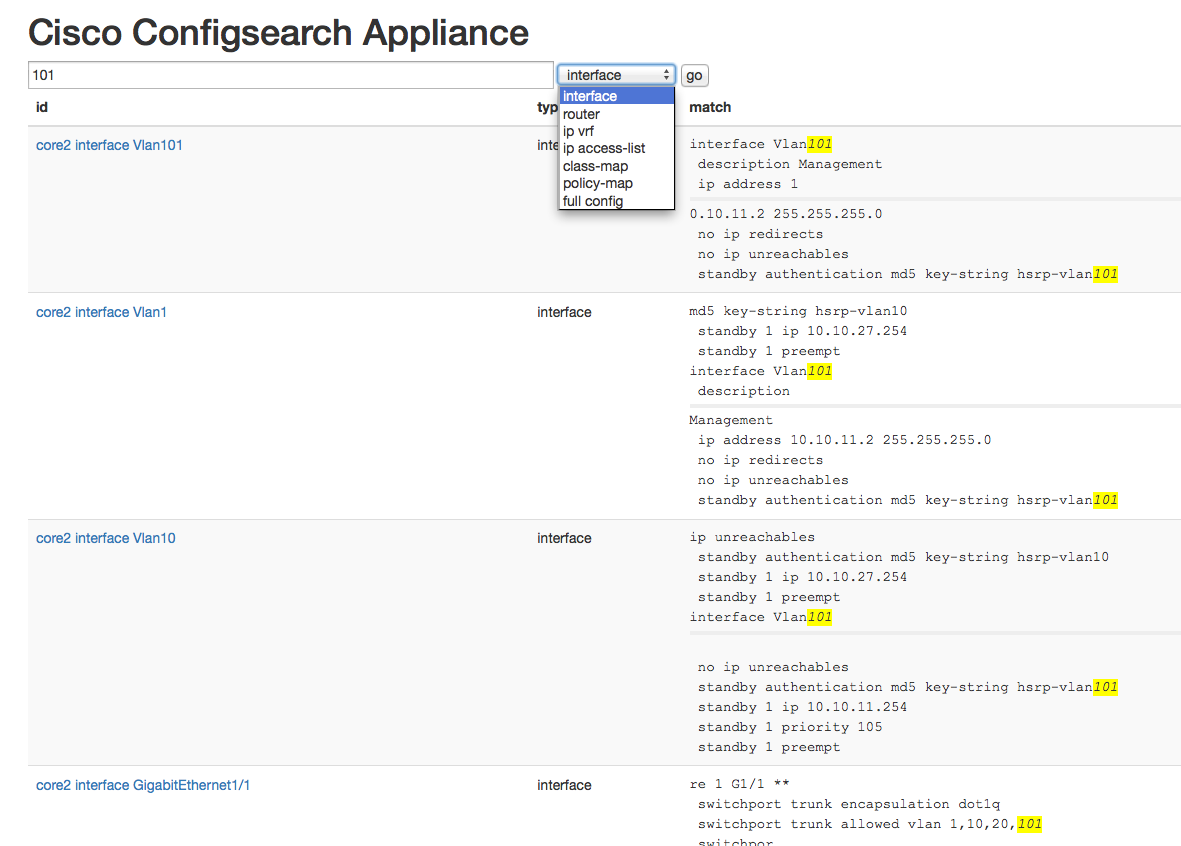 Cisco Configsearch Appliance
101
interface
go
interface
router
ip vrf
ip access-list
class-map
policy-map
full config
id
typ
match
core2 interface Vlan101
inte
interface Vlan101
description Management
ip address 1
0.10.11.2 255.255.255.0
no ip redirects
no ip unreachables
standby authentication md5 key-string hsrp-vlan101
core2 interface Vlan1
interface
md5 key-string hsrp-vlan10
standby 1 ip 10.10.27.254
standby 1 preempt
interface Vlan101
description
Management
ip address 10.10.11.2 255.255.255.0
no ip redirects
no ip unreachables
standby authentication md5 key-string hsrp-vlan101
core2 interface Vlan10
interface
ip unreachables
standby authentication md5 key-string hsrp-vlan10
standby 1 ip 10.10.27.254
standby 1 preempt
interface Vlan101
no ip unreachables
standby authentication md5 key-string hsrp-vlan101
standby 1 ip 10.10.11.254
standby 1 priority 105
standby 1 preempt
core2 interface GigabitEthernet1/1
interface
re 1 G1/1 **
switchport trunk encapsulation dot1q
switchport trunk allowed vlan 1,10,20,101
switchpor